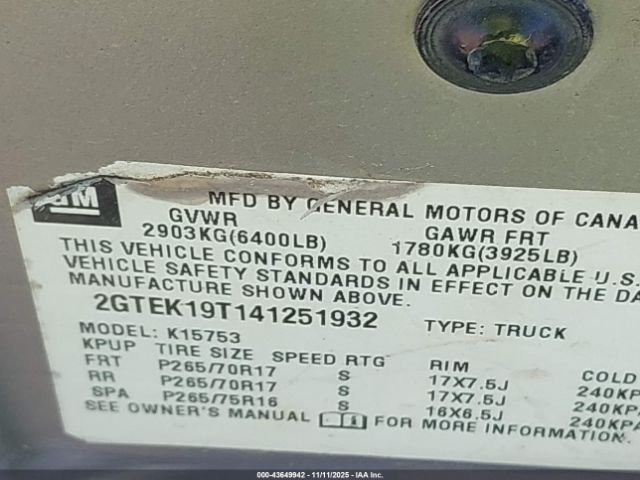 GM
MFD BY GENERAL MOTORS OF CANA
GVWR GAWR FRT
2903KG(6400LB) 1780KG(3925LB)
THIS VEHICLE CONFORMS TO ALL APPLICABLE U.S.
VEHICLE SAFETY STANDARDS IN EFFECT ON THE DA
MANUFACTURE SHOWN ABOVE.
2GTEK19T141251932 TYPE: TRUCK
MODEL: K15753
KPUP TIRE SIZE SPEED RTG RIM COLD
FRT P265/70R17 S 17X7.5J 240KP
RR P265/70R17 S 17X7.5J 240KPA
SPA P265/75R16 S 16X6.5J 240KPA
SEE OWNER'S MANUAL FOR MORE INFORMATION.
000-43649942 - 11/11/2025 - IAAI, Inc.